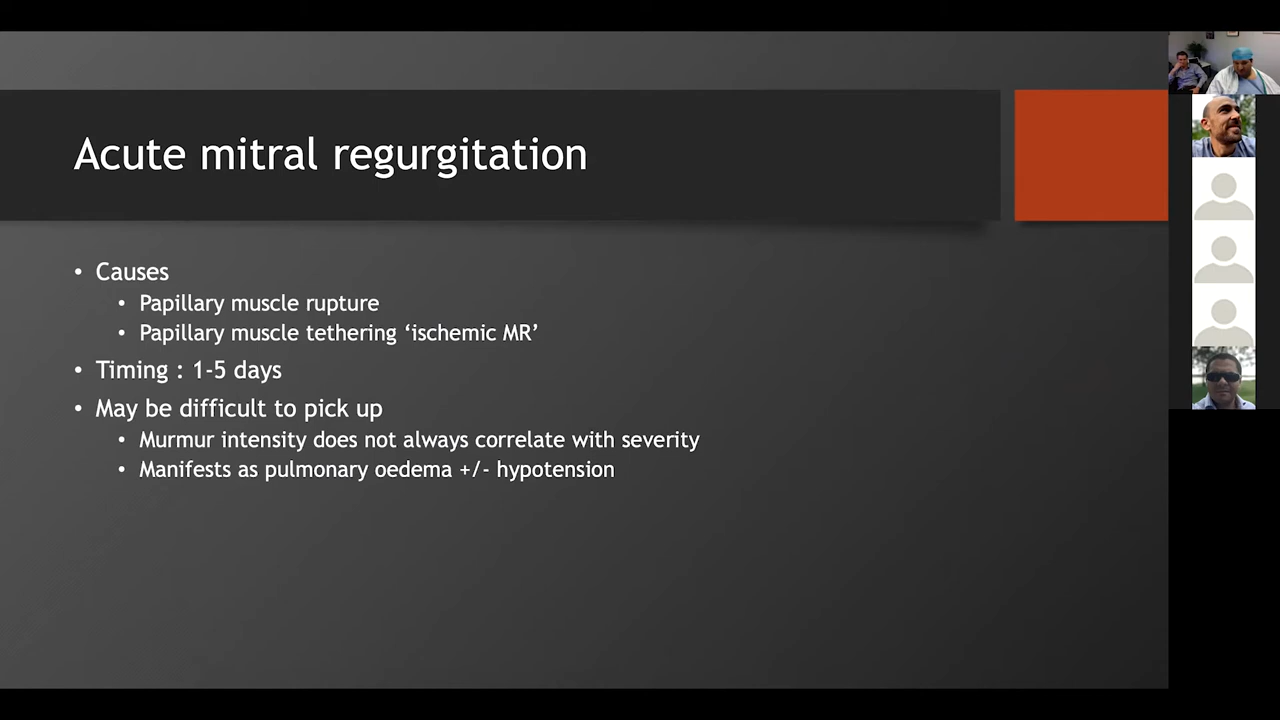 Acute mitral regurgitation
• Causes
• Papillary muscle rupture
• Papillary muscle tethering ‘ischemic MR’
• Timing : 1-5 days
• May be difficult to pick up
• Murmur intensity does not always correlate with severity
• Manifests as pulmonary oedema +/- hypotension